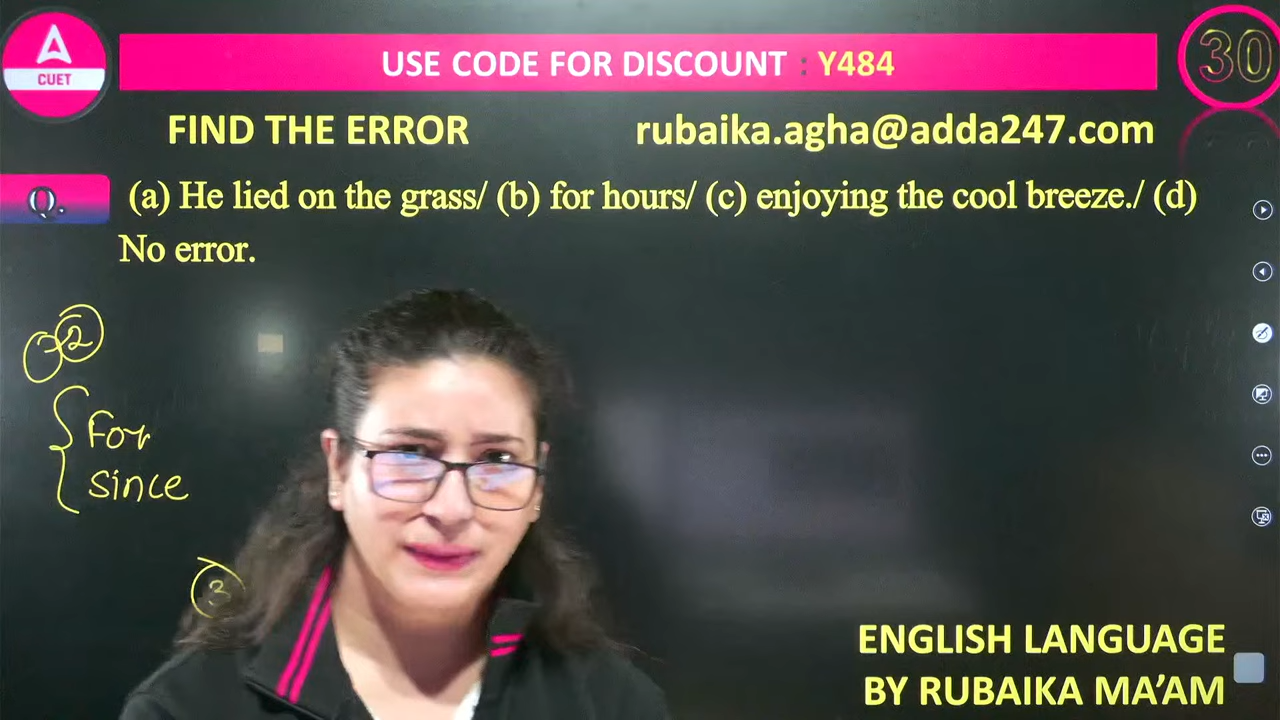 A
CUET
USE CODE FOR DISCOUNT : Y484
30
FIND THE ERROR
rubaika.agha@adda247.com
Q.
(a) He lied on the grass/ (b) for hours/ (c) enjoying the cool breeze./ (d)
No error.
2
For
since
3
ENGLISH LANGUAGE
BY RUBAIKA MA'AM